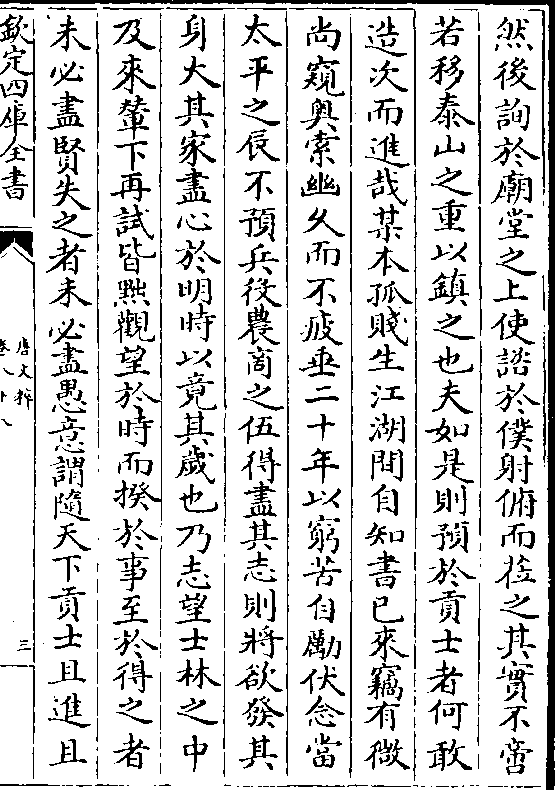 然後詢於廟堂之上使諮於僕射俯而莅之其實不啻
若移泰山之重以鎮之也夫如是則預於貢士者何敢
造次而進哉某本孤賤生江湖間自知書已來竊有微
尚窺奥索幽久而不疲垂二十年以窮苦自勵伏念當
太平之辰不預兵役農商之伍得盡其志則將欲發其
身大其家盡心於明時以竟其歲也乃志望士林之中
及來輦下再試皆黜觀望於時而揆於事至於得之者
未必盡賢失之者未必盡愚意謂隨天下貢士且進且
欽定四庫全書
唐文粹
卷八十八
三